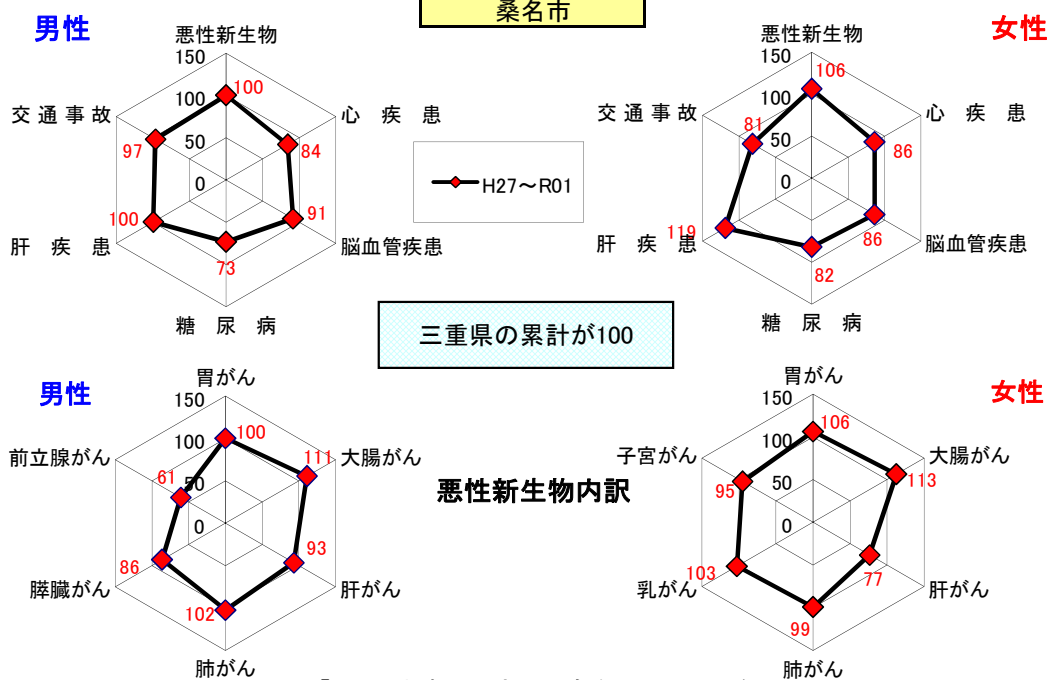 桑名市
男性
悪性新生物
150
100
50
0
100
心 疾 患
84
脳血管疾患
91
糖 尿 病
73
肝 疾 患
100
交 通 事 故
97
H27～R01
女性
悪性新生物
150
100
50
0
106
心 疾 患
86
脳血管疾患
86
糖 尿 病
82
肝 疾 患
119
交 通 事 故
81
三重県の累計が100
男性
胃がん
150
100
50
0
100
大腸がん
111
肝がん
93
肺がん
102
膵臓がん
86
前立腺がん
61
悪性新生物内訳
女性
胃がん
150
100
50
0
106
大腸がん
113
肝がん
77
肺がん
99
乳がん
103
子宮がん
95